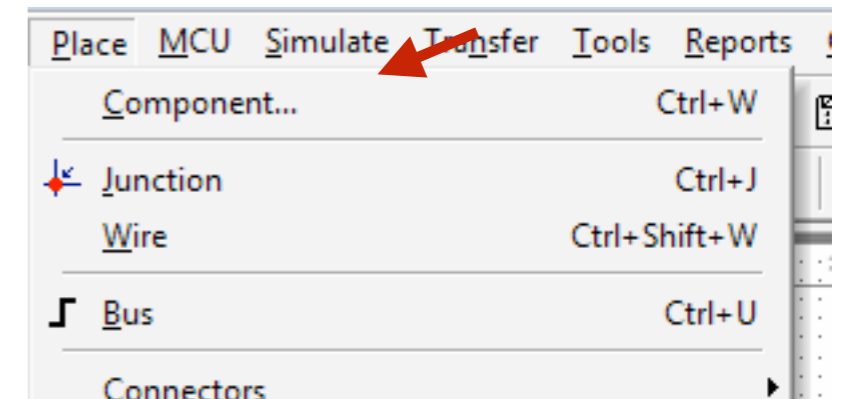 Place MCU Simulate Transfer Tools Reports
Component... Ctrl+W
Junction Ctrl+J
Wire Ctrl+Shift+W
Bus Ctrl+U
Connectors